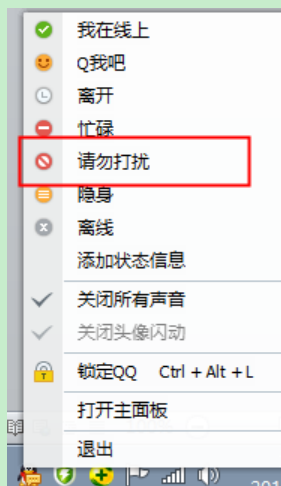 我在线上
Q我吧
离开
忙碌
请勿打扰
隐身
离线
添加状态信息
关闭所有声音
关闭头像闪动
锁定QQ Ctrl + Alt + L
打开主面板
退出